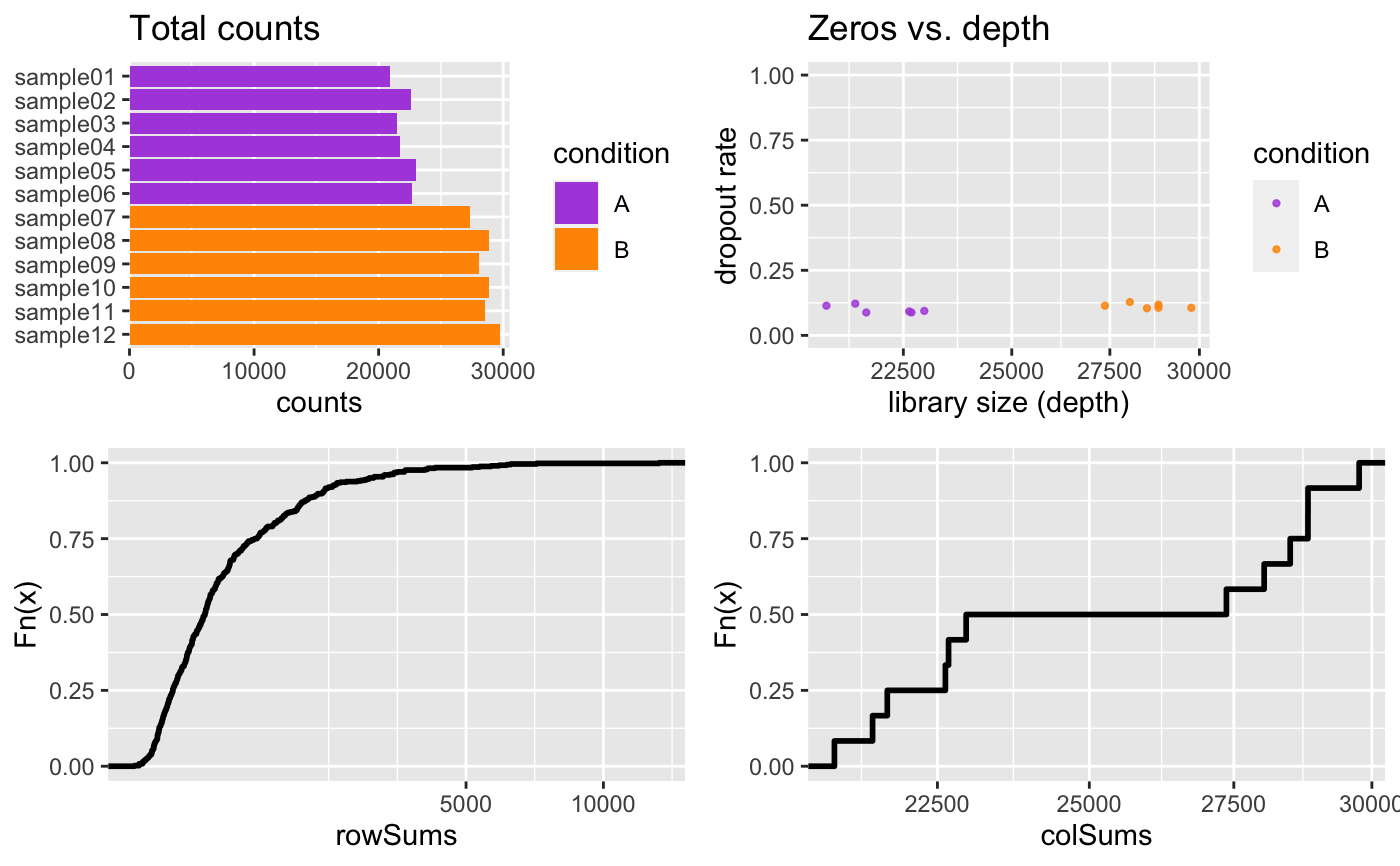 Total counts
sample01
sample02
sample03
sample04
sample05
sample06
sample07
sample08
sample09
sample10
sample11
sample12
0 10000 20000 30000
counts
condition
A
B
Zeros vs. depth
dropout rate
1.00
0.75
0.50
0.25
0.00
22500 25000 27500 30000
library size (depth)
condition
A
B
Fn(x)
1.00
0.75
0.50
0.25
0.00
5000 10000
rowSums
Fn(x)
1.00
0.75
0.50
0.25
0.00
22500 25000 27500 30000
colSums